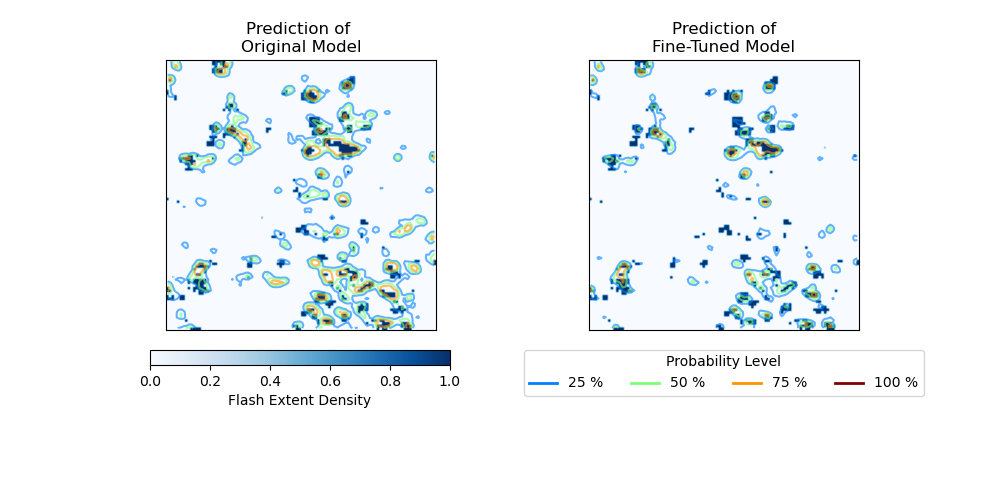 Prediction of
Original Model
Prediction of
Fine-Tuned Model
0.0 0.2 0.4 0.6 0.8 1.0
Flash Extent Density
Probability Level
25 % 50 % 75 % 100 %